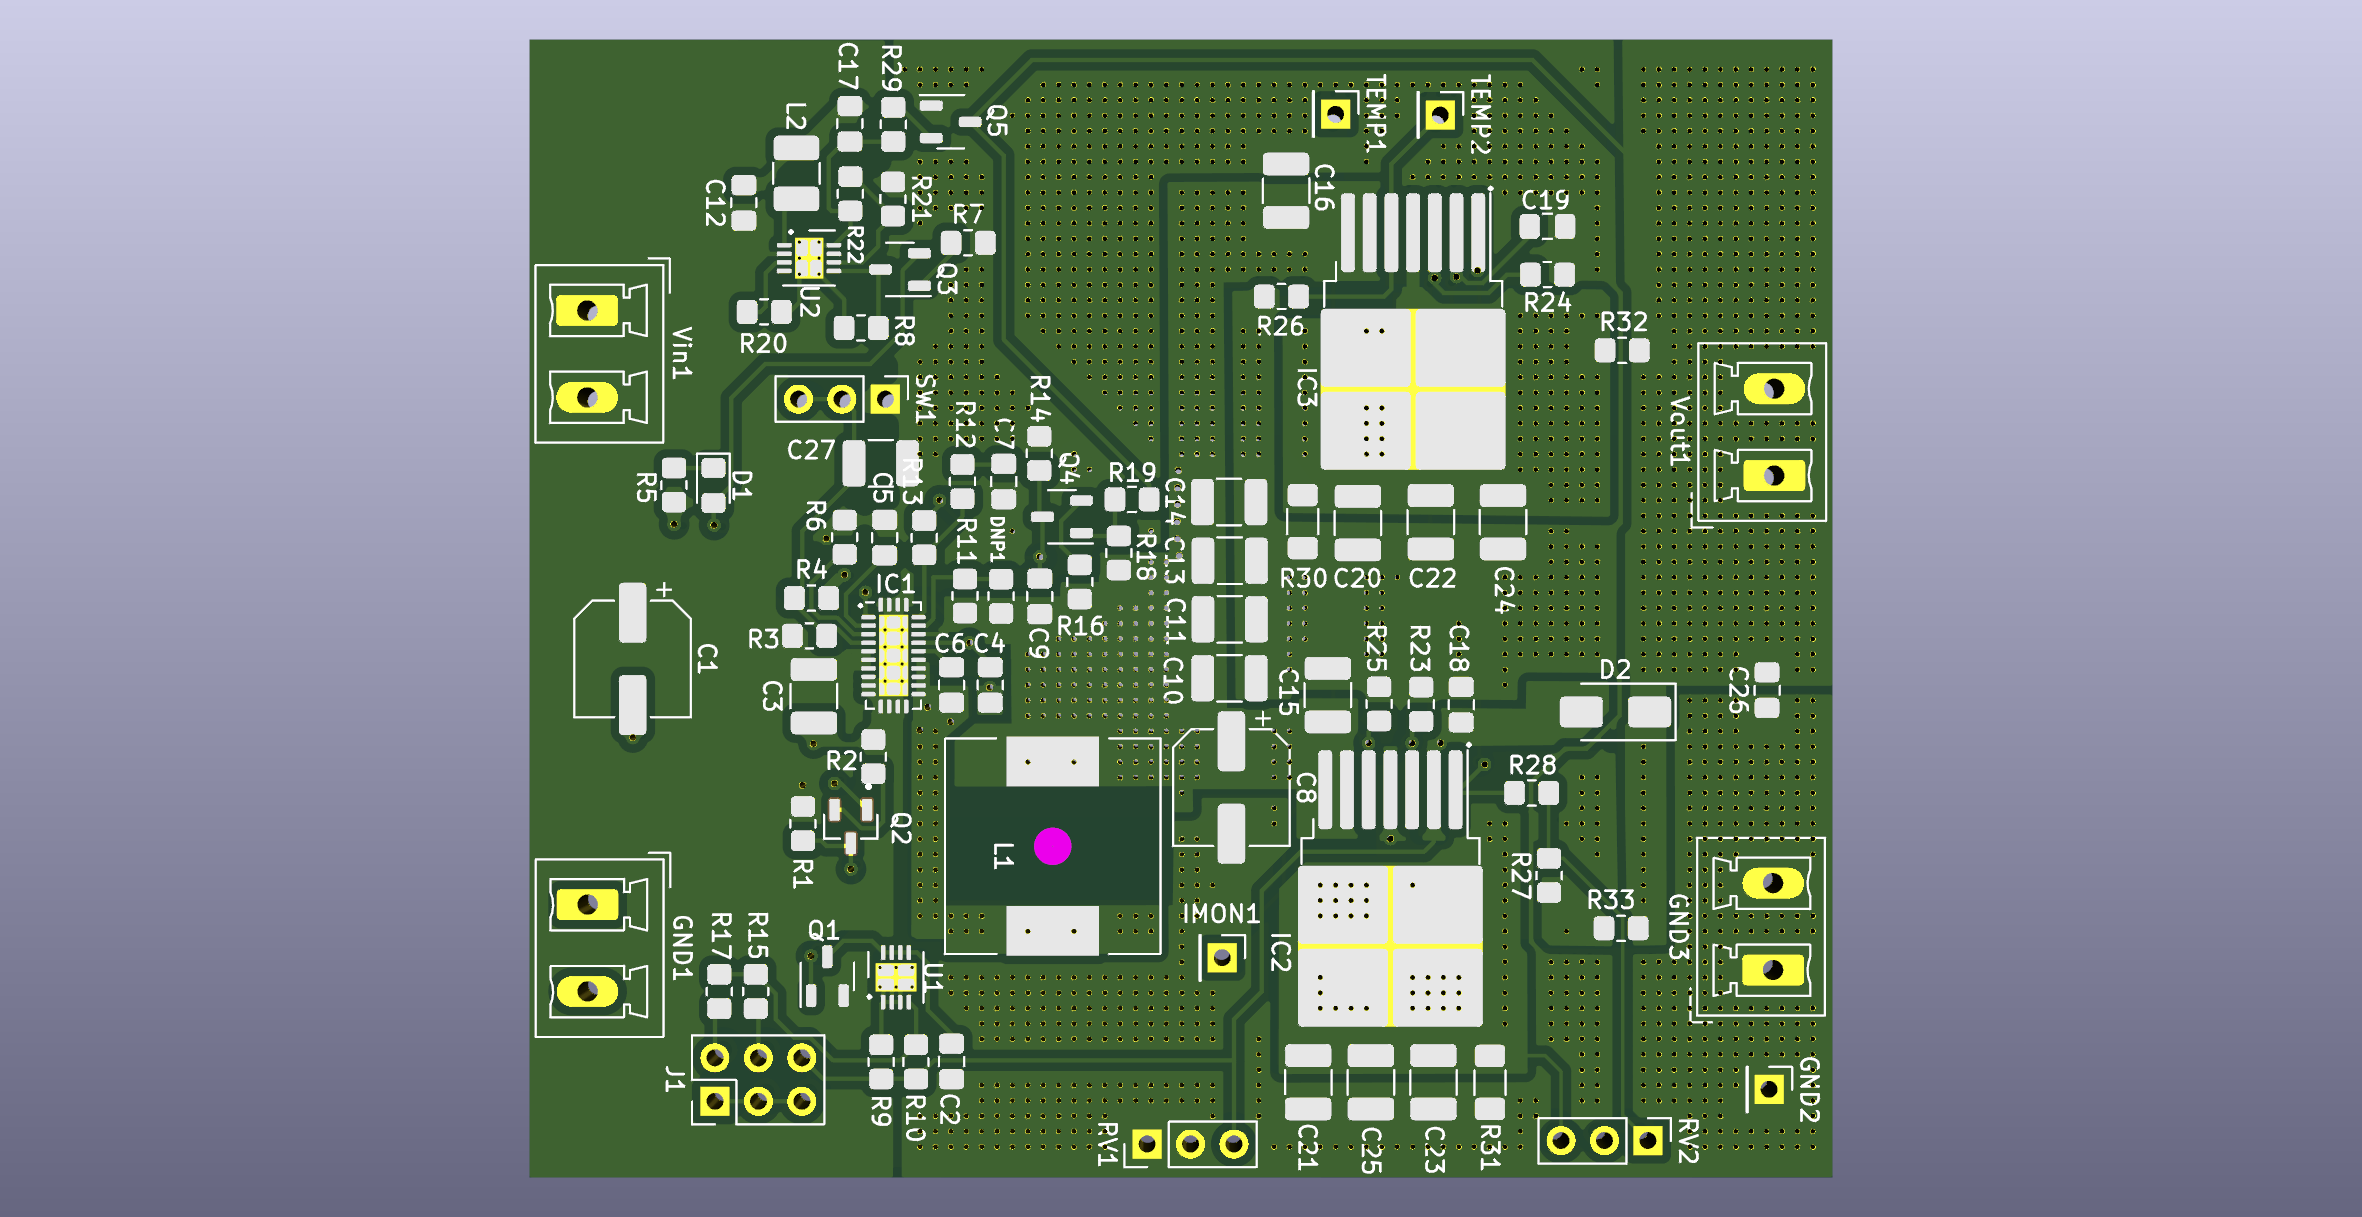 C17
R29
L2
Q5
TEMP1
TEMP2
C12
R21
C16
R7
C19
R22
Q3
U2
R20
R8
R26
R24
R32
Vin1
SW1
R14
IC3
Vout1
R12
C7
C27
Q4
R19
R5
D1
C5
R13
C14
R6
R11
DNP1
R18
C13
R4
IC1
R30
C20
C22
C24
R3
C6
C4
C9
R16
C11
C1
C3
C10
C15
R25
R23
C18
D2
C26
+
+
R2
C8
R28
R1
Q2
L1
R27
R33
GND1
R17
R15
Q1
U1
IMON1
IC2
GND3
J1
R9
R10
C2
RV1
C21
C25
C23
R31
RV2
GND2